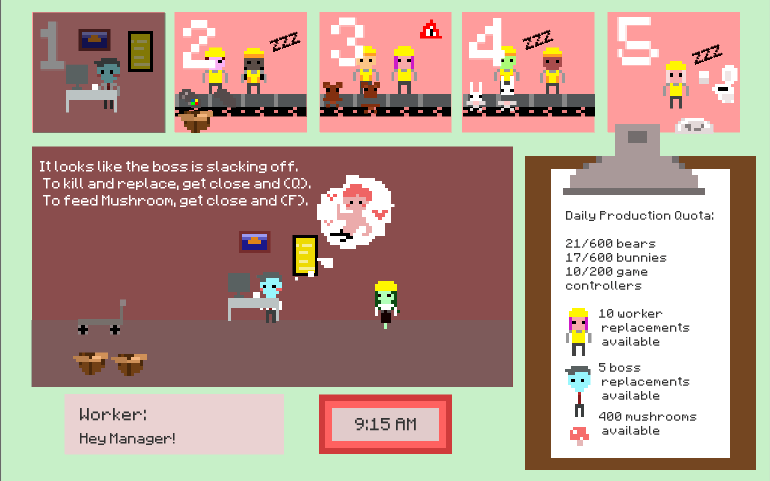 1
2
zzz
3
4
zzz
5
zzz
It looks like the boss is slacking off.
To kill and replace, get close and (Q).
To feed Mushroom, get close and (F).
Daily Production Quota:
21/600 bears
17/600 bunnies
10/200 game
controllers
10 worker
replacements
available
5 boss
replacements
available
400 mushrooms
available
Worker:
Hey Manager!
9:15 AM